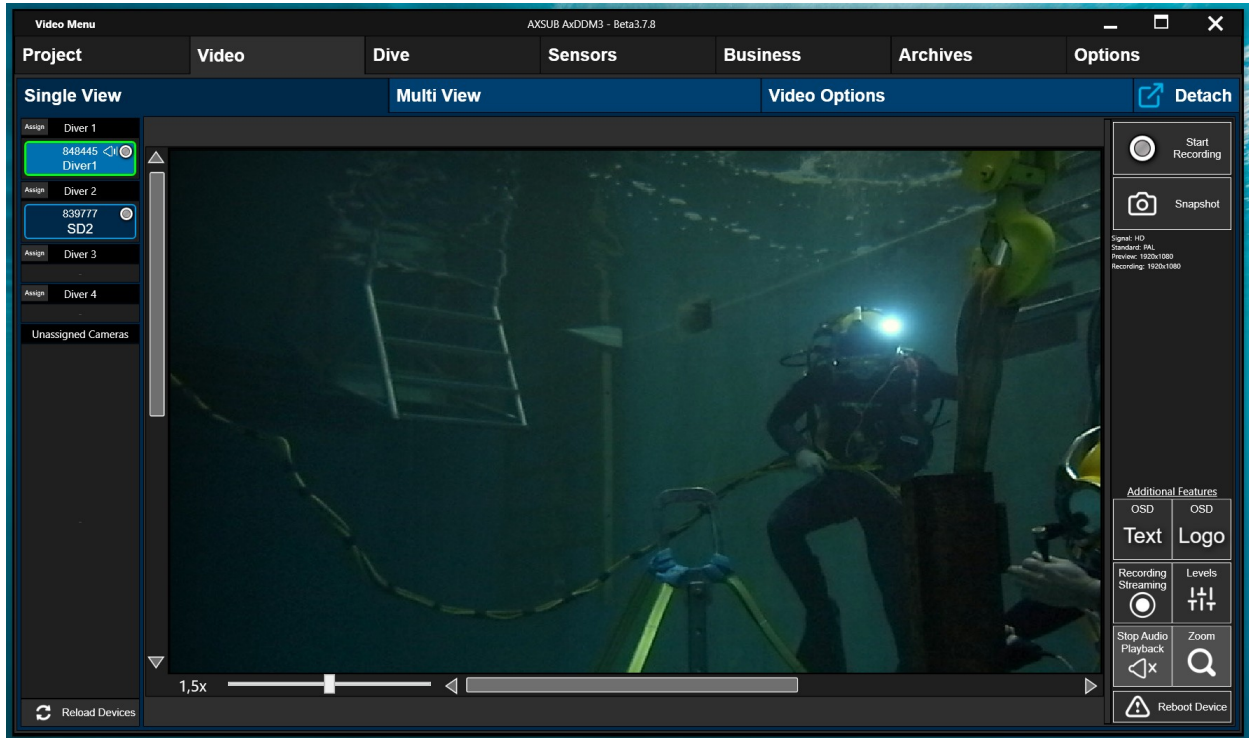 Video Menu
AXSUB AxDDM3 - Beta3.7.8
Project
Video
Dive
Sensors
Business
Archives
Options
Single View
Multi View
Video Options
Detach
Assign Diver 1
848445
Diver1
Assign Diver 2
839777
SD2
Assign Diver 3
-
Assign Diver 4
-
Unassigned Cameras
-
Reload Devices
1,5x
Start
Recording
Snapshot
Signal: HD
Standard: PAL
Preview: 1920x1080
Recording: 1920x1080
Additional Features
OSD
Text
OSD
Logo
Recording
Streaming
Levels
Stop Audio
Playback
Zoom
Reboot Device